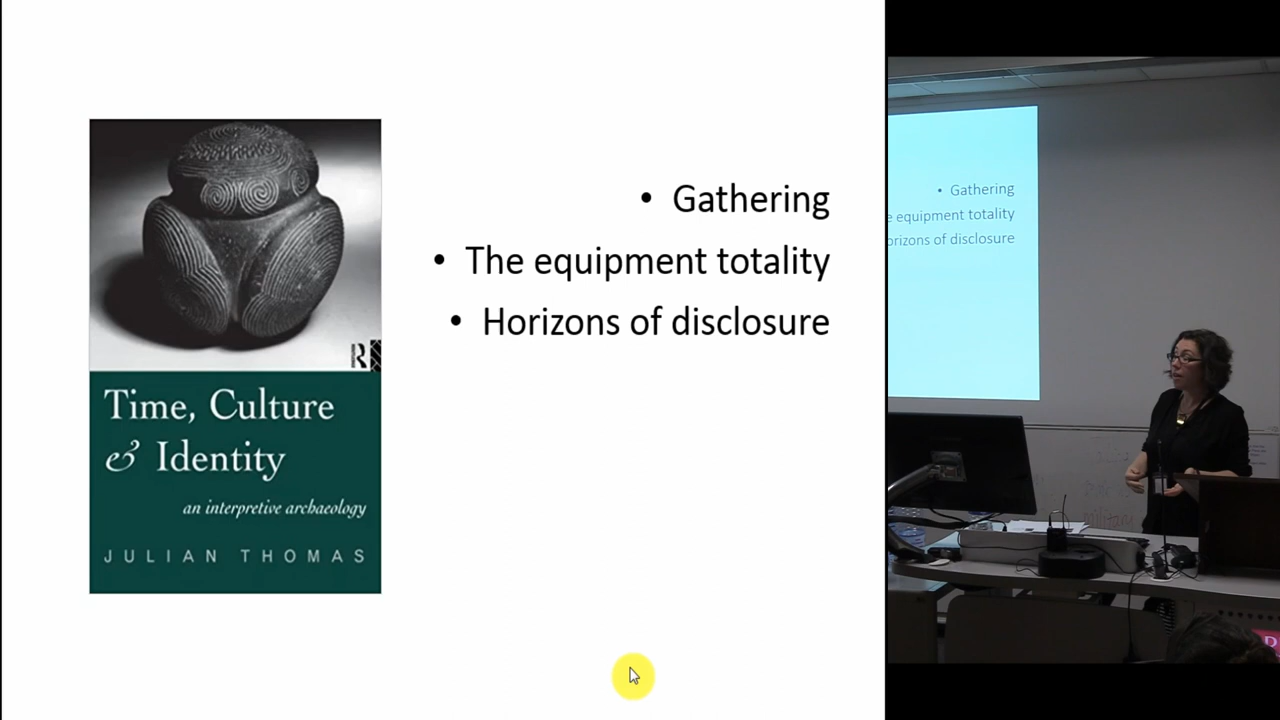 Time, Culture
& Identity
an interpretive archaeology
JULIAN THOMAS
R
• Gathering
• The equipment totality
• Horizons of disclosure
• Gathering
equipment totality
orizons of disclosure